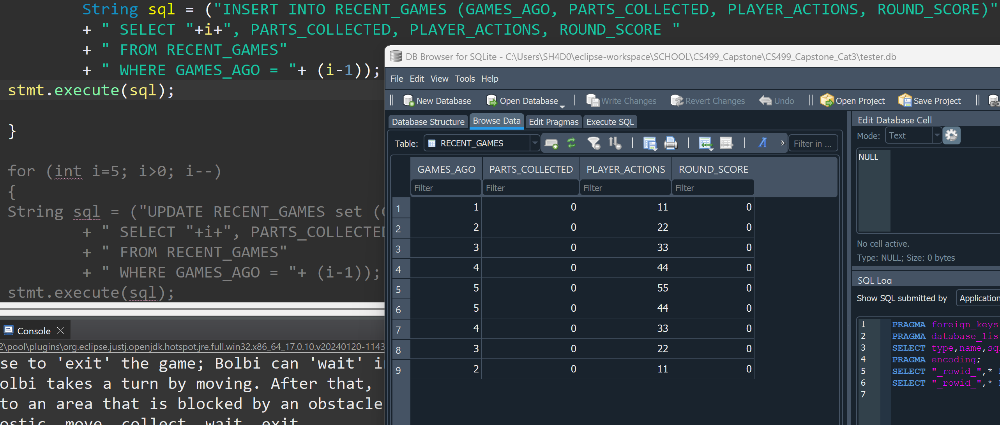 String sql = ("INSERT INTO RECENT_GAMES (GAMES_AGO, PARTS_COLLECTED, PLAYER_ACTIONS, ROUND_SCORE)"
+ " SELECT "+i+", PARTS_COLLECTED, PLAYER_ACTIONS, ROUND_SCORE "
+ " FROM RECENT_GAMES"
+ " WHERE GAMES_AGO = "+ (i-1));
stmt.execute(sql);
}
for (int i=5; i>0; i--)
{
String sql = ("UPDATE RECENT_GAMES set (
+ " SELECT "+i+", PARTS_COLLECTED
+ " FROM RECENT_GAMES"
+ " WHERE GAMES_AGO = "+ (i-1));
stmt.execute(sql);
Console
2\pool\plugins\org.eclipse.justj.openjdk.hotspot.jre.full.win32.x86_64_17.0.10.v20240120-1143
se to 'exit' the game; Bolbi can 'wait' i
olbi takes a turn by moving. After that,
to an area that is blocked by an obstacle
ostic, move, collect, wait, exit
DB Browser for SQLite - C:\Users\SH4D0\eclipse-workspace\SCHOOL\CS499_Capstone\CS499_Capstone_Cat3\tester.db
File Edit View Tools Help
New Database Open Database Write Changes Revert Changes Undo Open Project Save Project
Database Structure Browse Data Edit Pragmas Execute SQL
Table: RECENT_GAMES Filter in ...
GAMES_AGO PARTS_COLLECTED PLAYER_ACTIONS ROUND_SCORE
Filter Filter Filter Filter
1 1 0 11 0
2 2 0 22 0
3 3 0 33 0
4 4 0 44 0
5 5 0 55 0
6 5 0 44 0
7 4 0 33 0
8 3 0 22 0
9 2 0 11 0
Edit Database Cell
Mode: Text
NULL
No cell active.
Type: NULL; Size: 0 bytes
SQL Log
Show SQL submitted by Application
1 PRAGMA foreign_keys
2 PRAGMA database_lis
3 SELECT type,name,sq
4 PRAGMA encoding;
5 SELECT "_rowid_",*
6 SELECT "_rowid_",*
7